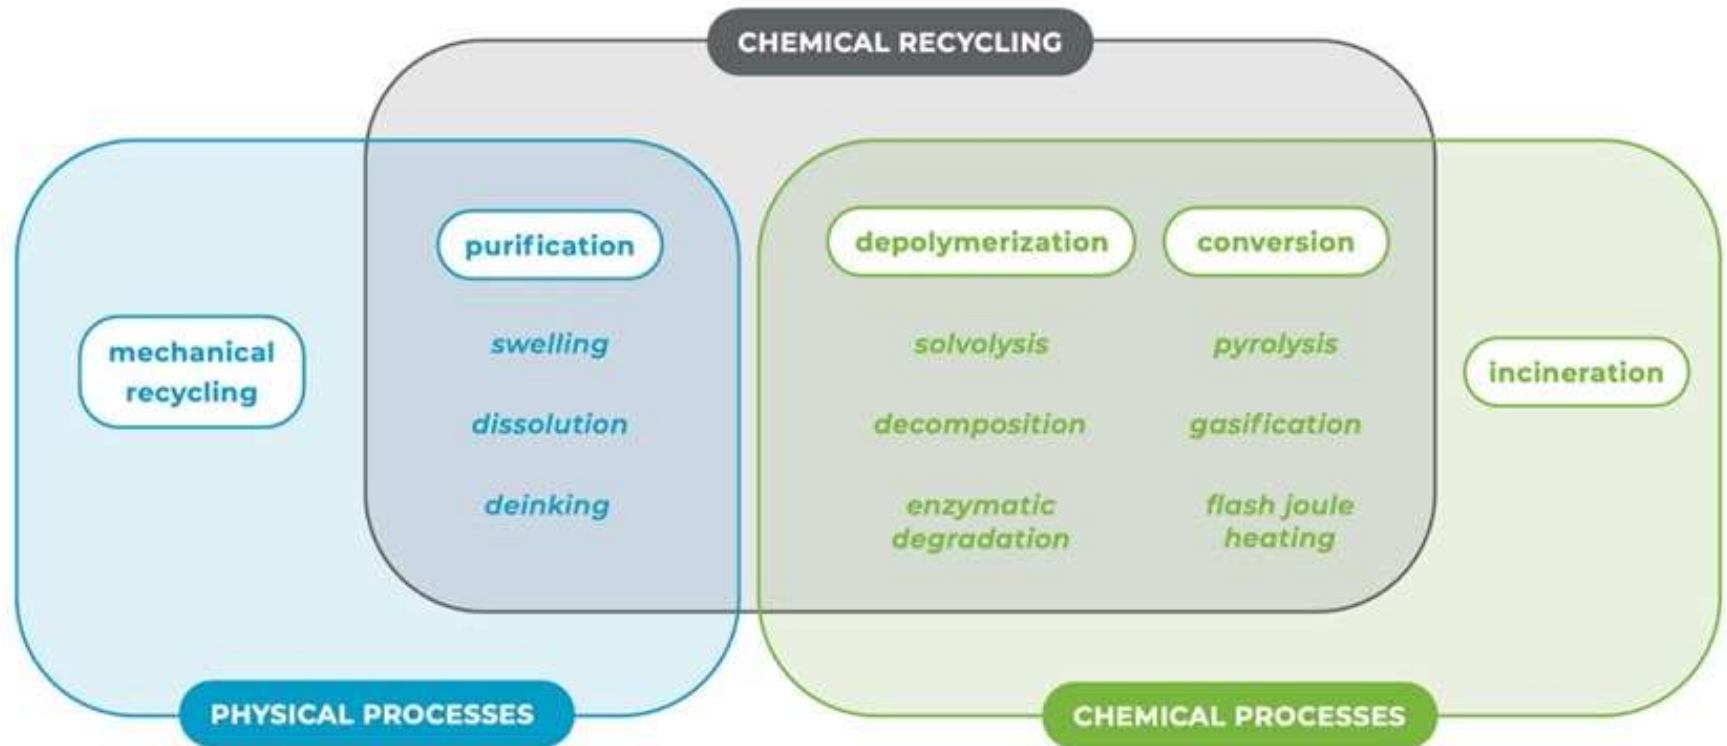 CHEMICAL RECYCLING
purification
swelling
dissolution
deinking
mechanical
recycling
depolymerization
solvolysis
decomposition
enzymatic
degradation
conversion
pyrolysis
gasification
flash joule
heating
incineration
PHYSICAL PROCESSES
CHEMICAL PROCESSES